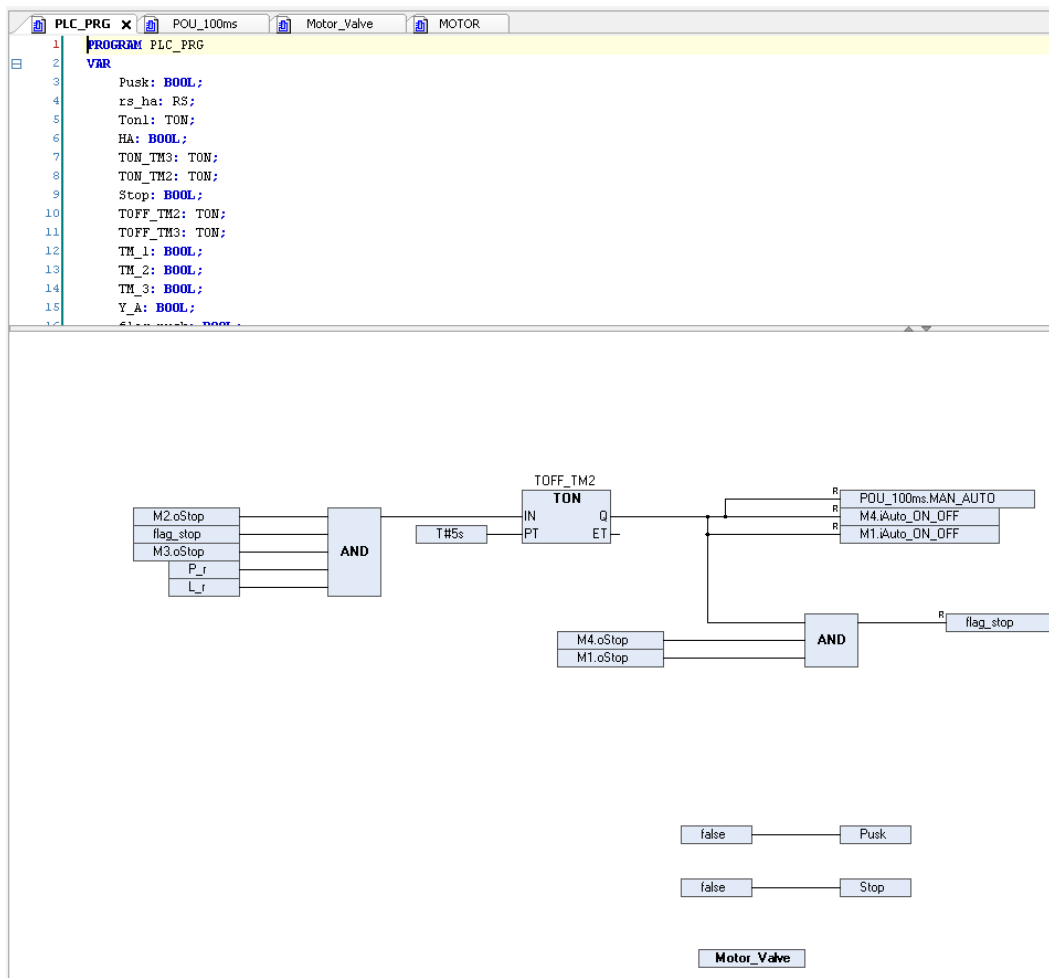 PLC_PRG X POU_100ms Motor_Valve MOTOR
1 PROGRAM PLC_PRG
2 VAR
3 Pusk: BOOL;
4 rs_ha: RS;
5 Ton1: TON;
6 HA: BOOL;
7 TON_TM3: TON;
8 TON_TM2: TON;
9 Stop: BOOL;
10 TOFF_TM2: TON;
11 TOFF_TM3: TON;
12 TM_1: BOOL;
13 TM_2: BOOL;
14 TM_3: BOOL;
15 Y_A: BOOL;
TOFF_TM2
TON
R POU_100ms.MAN_AUTO
M2.oStop IN Q R M4.iAuto_ON_OFF
flag_stop T#5s PT ET R M1.iAuto_ON_OFF
M3.oStop AND
P_r
L_r
R flag_stop
M4.oStop AND
M1.oStop
false Pusk
false Stop
Motor_Valve